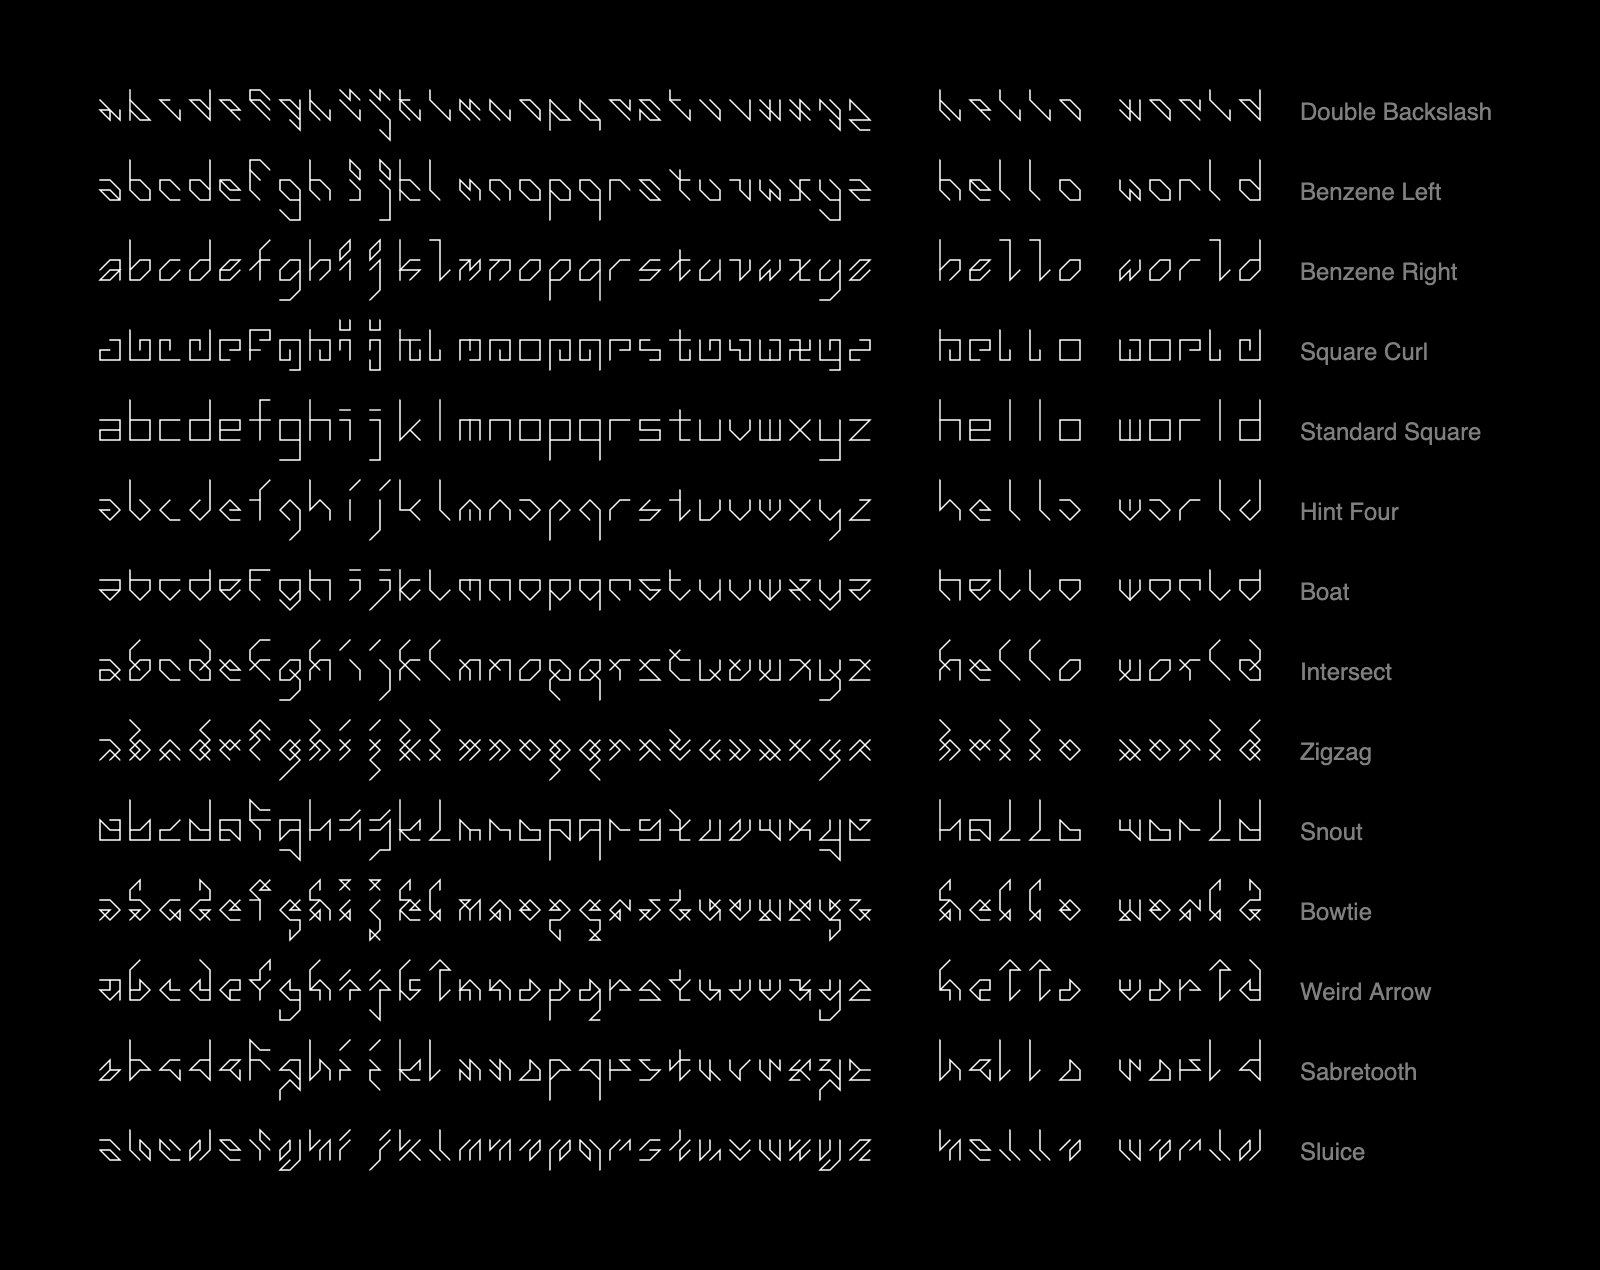 abcdefghijklmnopqrstuvwxyz hello world Double Backslash
abcdefghijklmnopqrstuvwxyz hello world Benzene Left
abcdefghijklmnopqrstuvwxyz hello world Benzene Right
abcdefghijklmnopqrstuvwxyz hello world Square Curl
abcdefghijklmnopqrstuvwxyz hello world Standard Square
abcdefghijklmnopqrstuvwxyz hello world Hint Four
abcdefghijklmnopqrstuvwxyz hello world Boat
abcdefghijklmnopqrstuvwxyz hello world Intersect
abcdefghijklmnopqrstuvwxyz hello world Zigzag
abcdefghijklmnopqrstuvwxyz hello world Snout
abcdefghijklmnopqrstuvwxyz hello world Bowtie
abcdefghijklmnopqrstuvwxyz hello world Weird Arrow
abcdefghijklmnopqrstuvwxyz hello world Sabretooth
abcdefghijklmnopqrstuvwxyz hello world Sluice